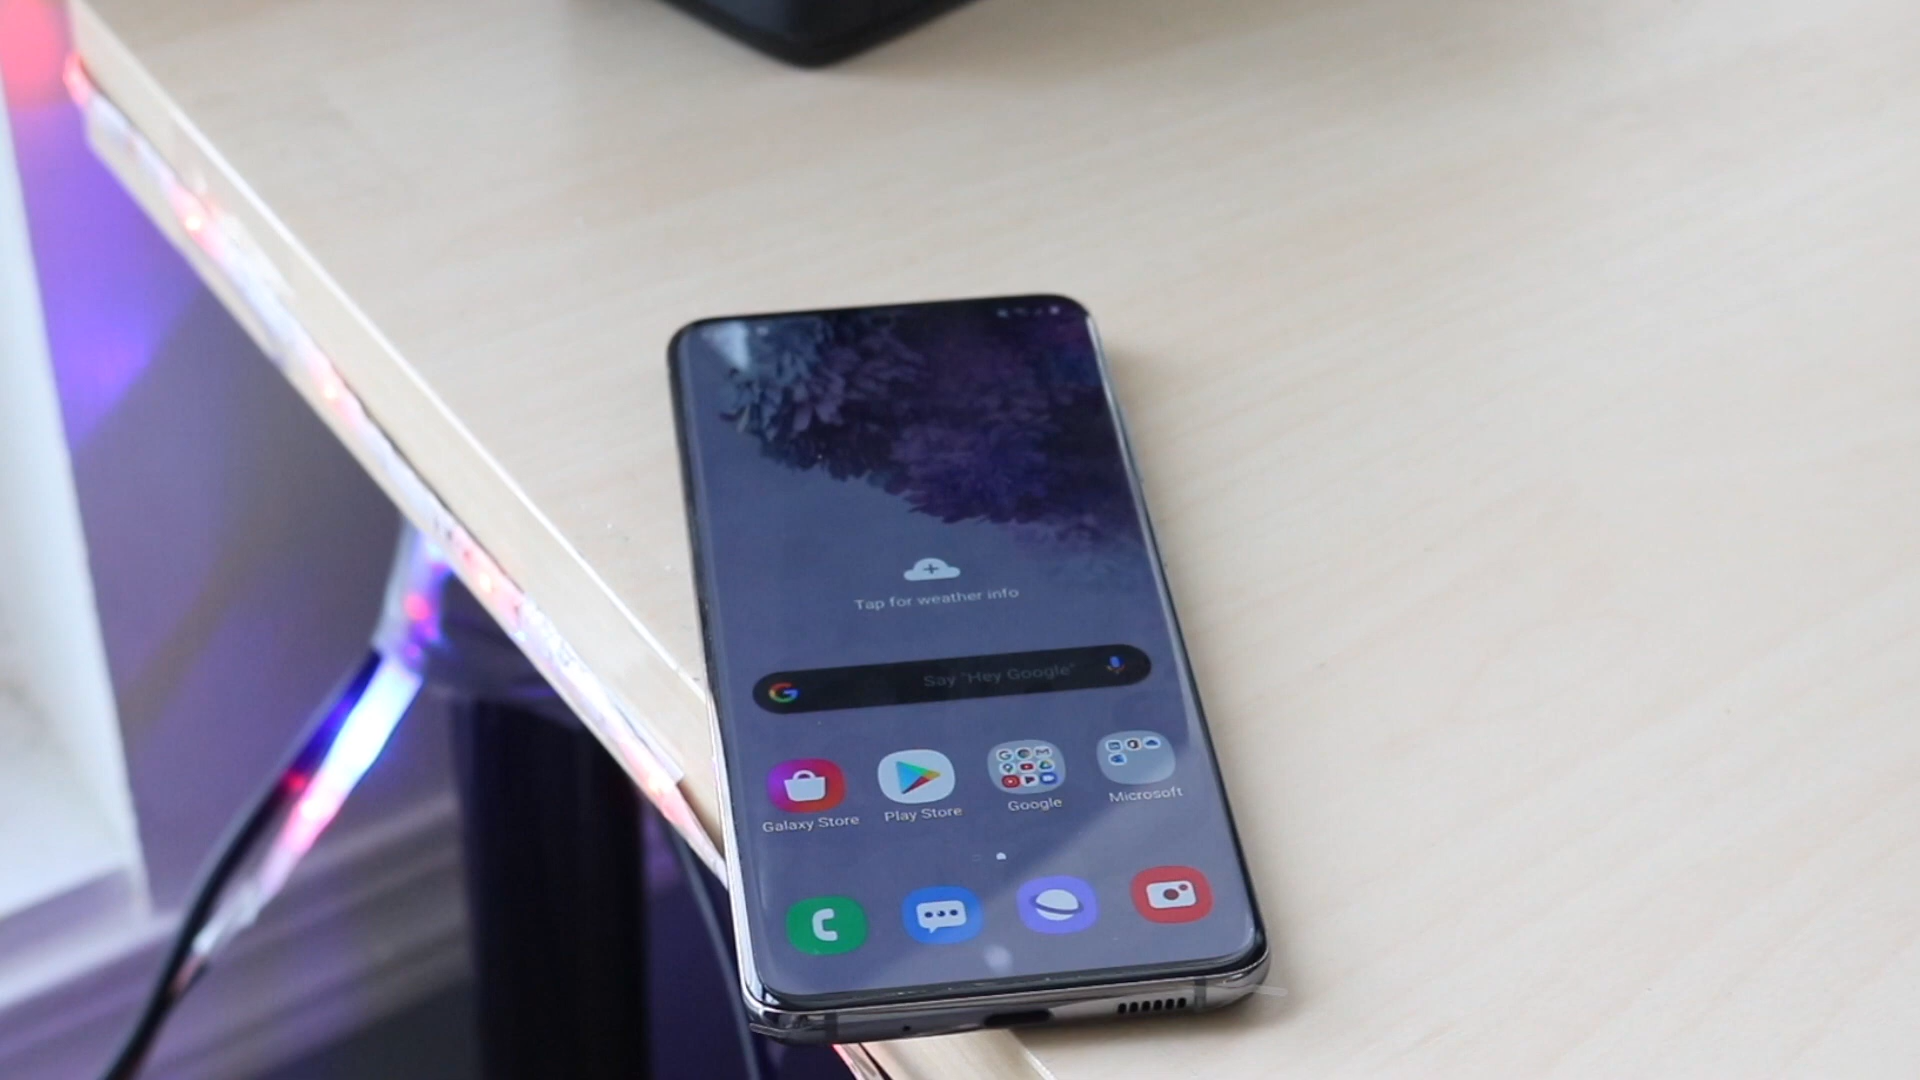 Tap for weather info
Say "Hey Google"
Galaxy Store
Play Store
Google
Microsoft